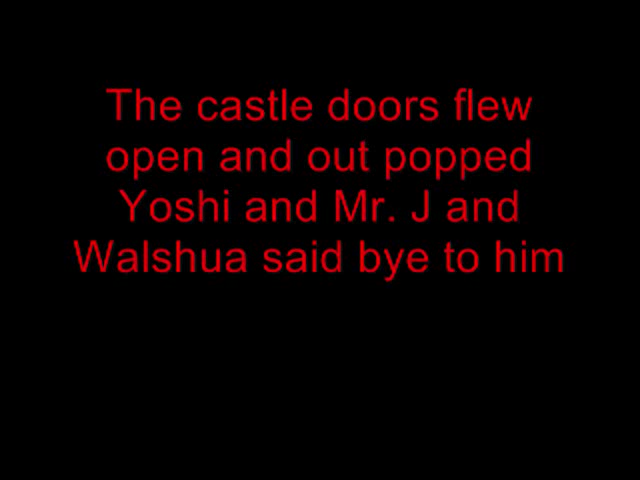 The castle doors flew
open and out popped
Yoshi and Mr. J and
Walshua said bye to him